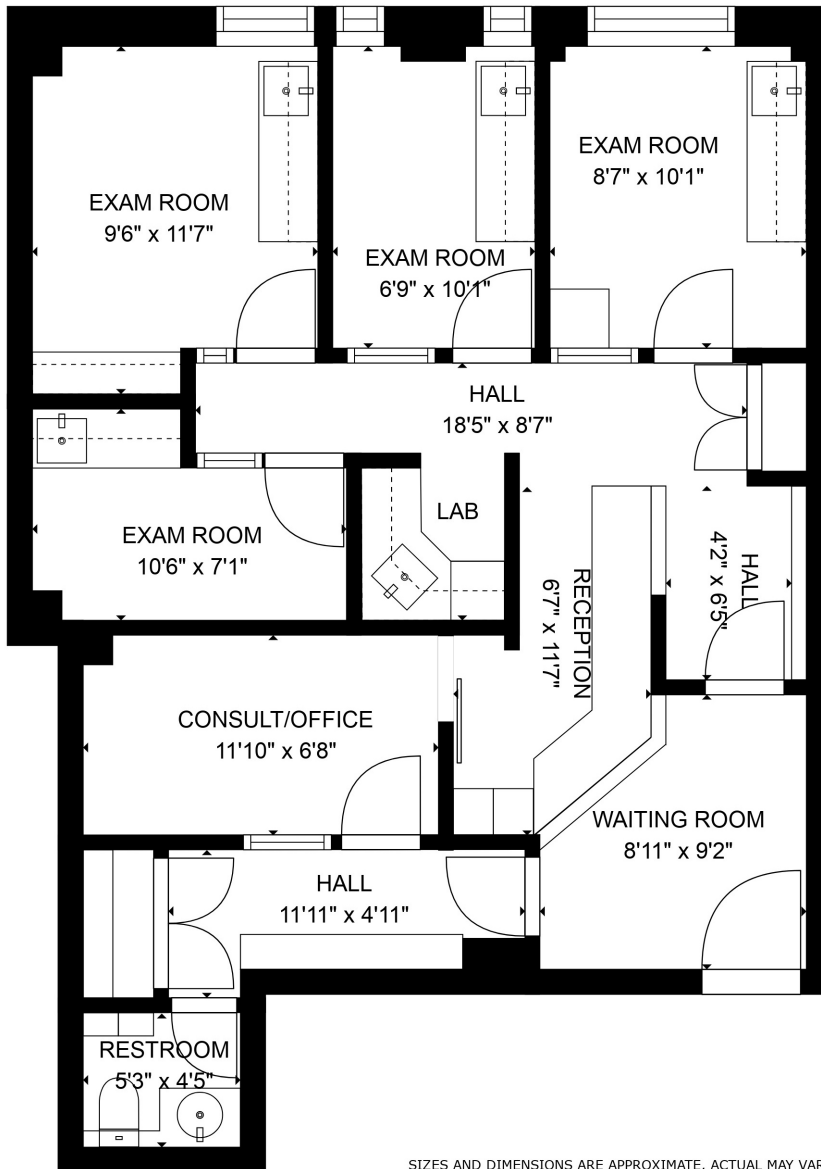 EXAM ROOM
9'6" x 11'7"
EXAM ROOM
6'9" x 10'1"
EXAM ROOM
8'7" x 10'1"
HALL
18'5" x 8'7"
EXAM ROOM
10'6" x 7'1"
LAB
RECEPTION
6'7" x 11'7"
HALL
4'2" x 6'5"
CONSULT/OFFICE
11'10" x 6'8"
WAITING ROOM
8'11" x 9'2"
HALL
11'11" x 4'11"
RESTROOM
5'3" x 4'5"
SIZES AND DIMENSIONS ARE APPROXIMATE, ACTUAL MAY VAR